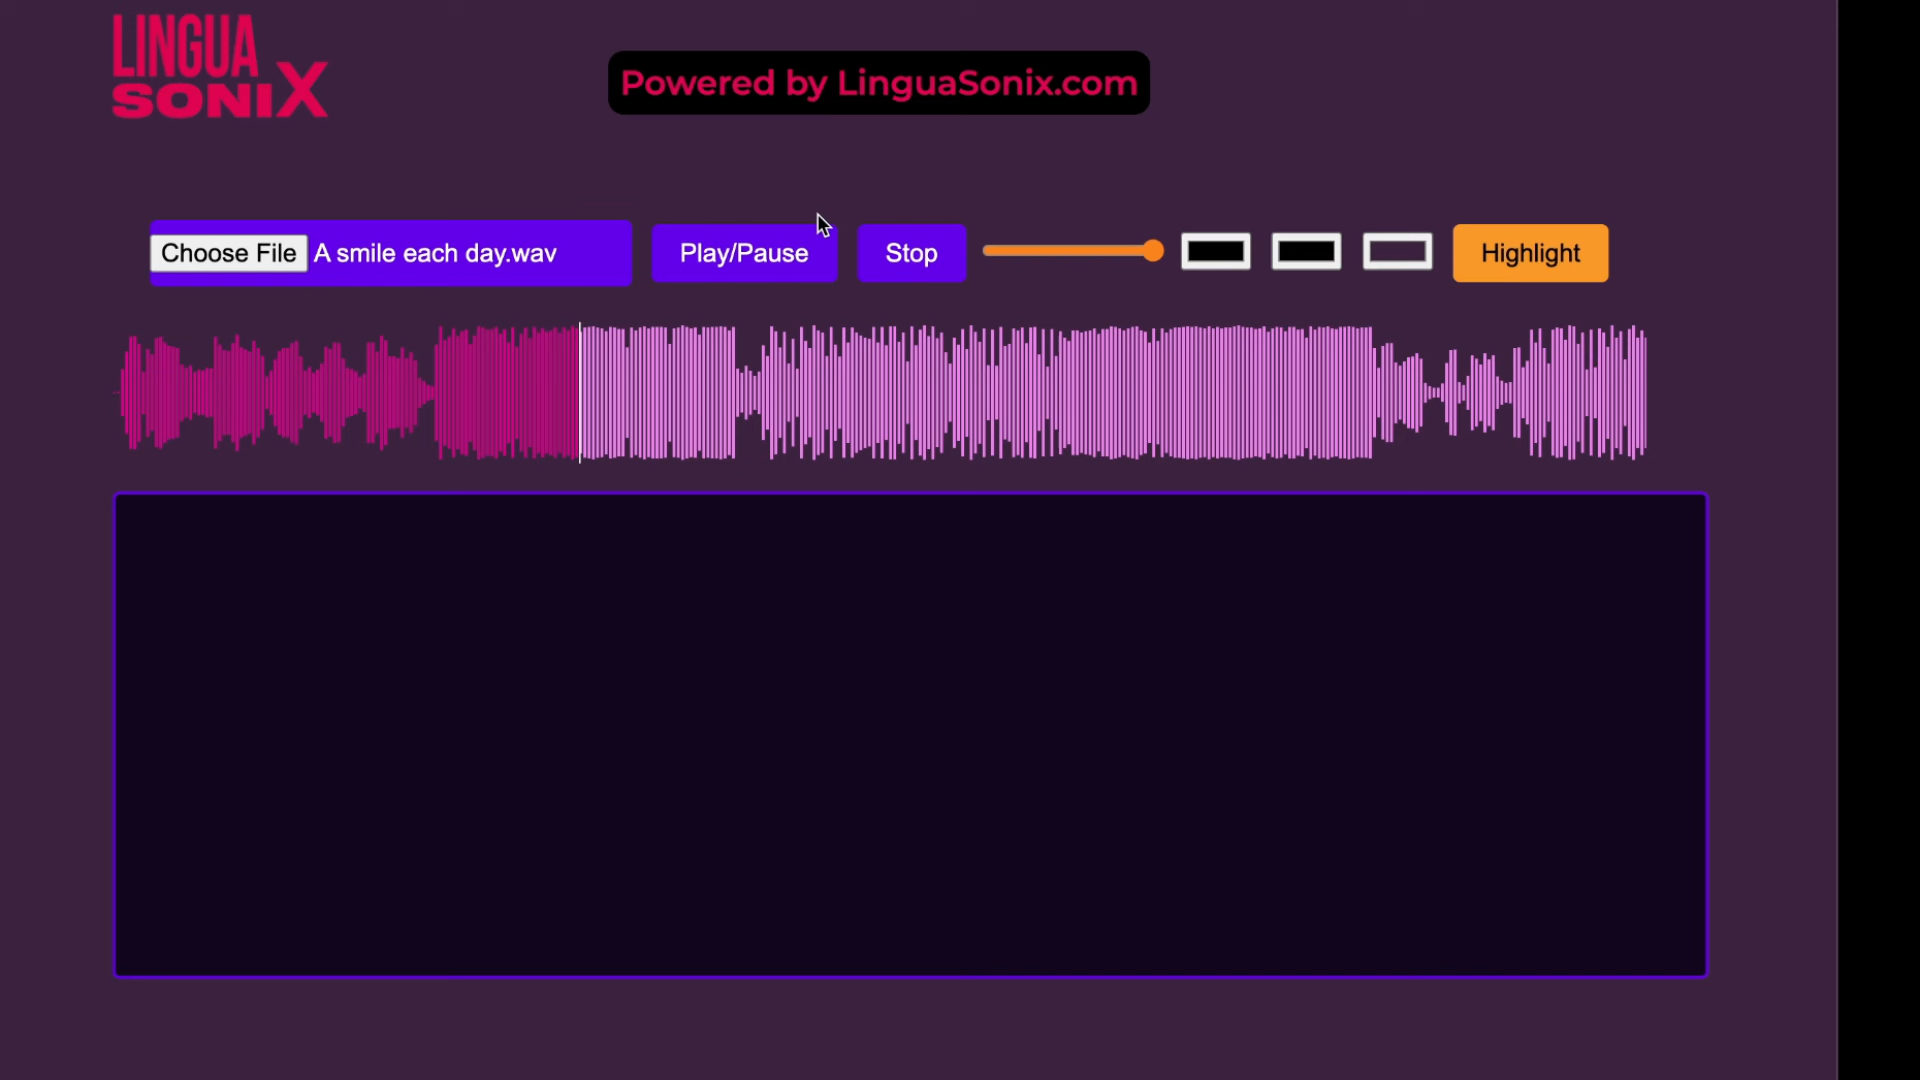 LINGUA
SONIX
Powered by LinguaSonix.com
Choose File A smile each day.wav
Play/Pause
Stop
Highlight